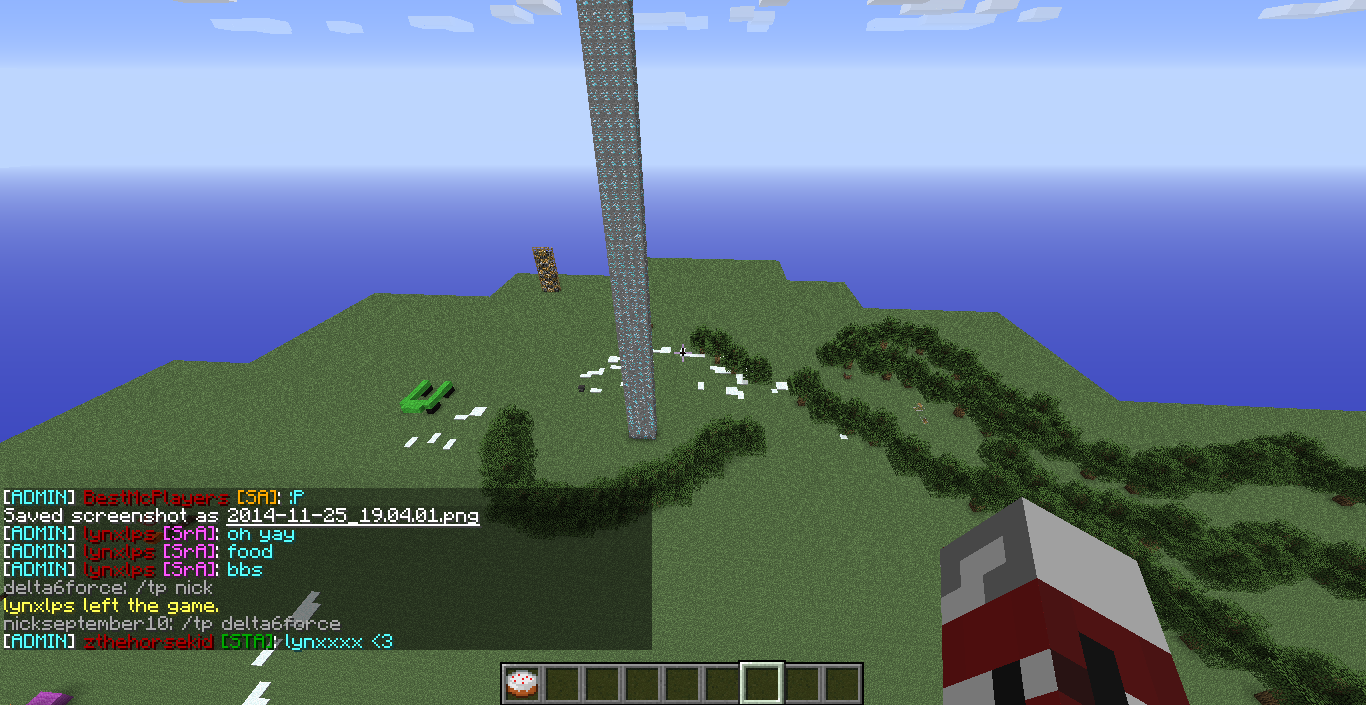 [ADMIN] BestMcPlayers [SA]: :P
Saved screenshot as 2014-11-25_19.04.01.png
[ADMIN] lynxlps [SrA]: oh yay
[ADMIN] lynxlps [SrA]: food
[ADMIN] lynxlps [SrA]: bbs
delta6force: /tp nick
lynxlps left the game.
nickseptember10: /tp delta6force
[ADMIN] zthehorsekid [STA]: lynxxxx <3